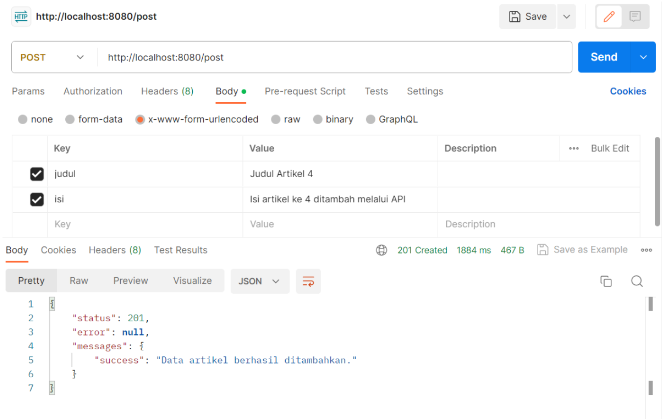 HTTP http://localhost:8080/post Save
POST http://localhost:8080/post Send
Params Authorization Headers (8) Body Pre-request Script Tests Settings Cookies
none form-data x-www-form-urlencoded raw binary GraphQL
Key Value Description ••• Bulk Edit
judul Judul Artikel 4
isi Isi artikel ke 4 ditambah melalui API
Key Value Description
Body Cookies Headers (8) Test Results 201 Created 1884 ms 467 B Save as Example •••
Pretty Raw Preview Visualize JSON
1 {
2 "status": 201,
3 "error": null,
4 "messages": {
5 "success": "Data artikel berhasil ditambahkan."
6 }
7 }